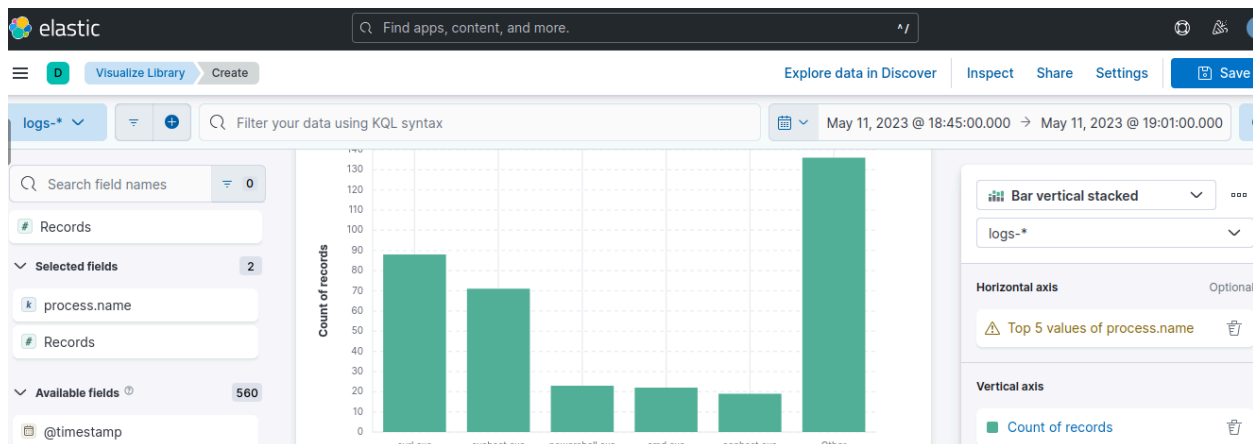 elastic
Find apps, content, and more.
^/
D
Visualize Library
Create
Explore data in Discover
Inspect
Share
Settings
Save
logs-*
Filter your data using KQL syntax
May 11, 2023 @ 18:45:00.000 → May 11, 2023 @ 19:01:00.000
Search field names
0
# Records
Selected fields
2
k process.name
# Records
Available fields
560
@timestamp
Count of records
140
130
120
110
100
90
80
70
60
50
40
30
20
10
0
Bar vertical stacked
logs-*
Horizontal axis
Optional
Top 5 values of process.name
Vertical axis
Count of records